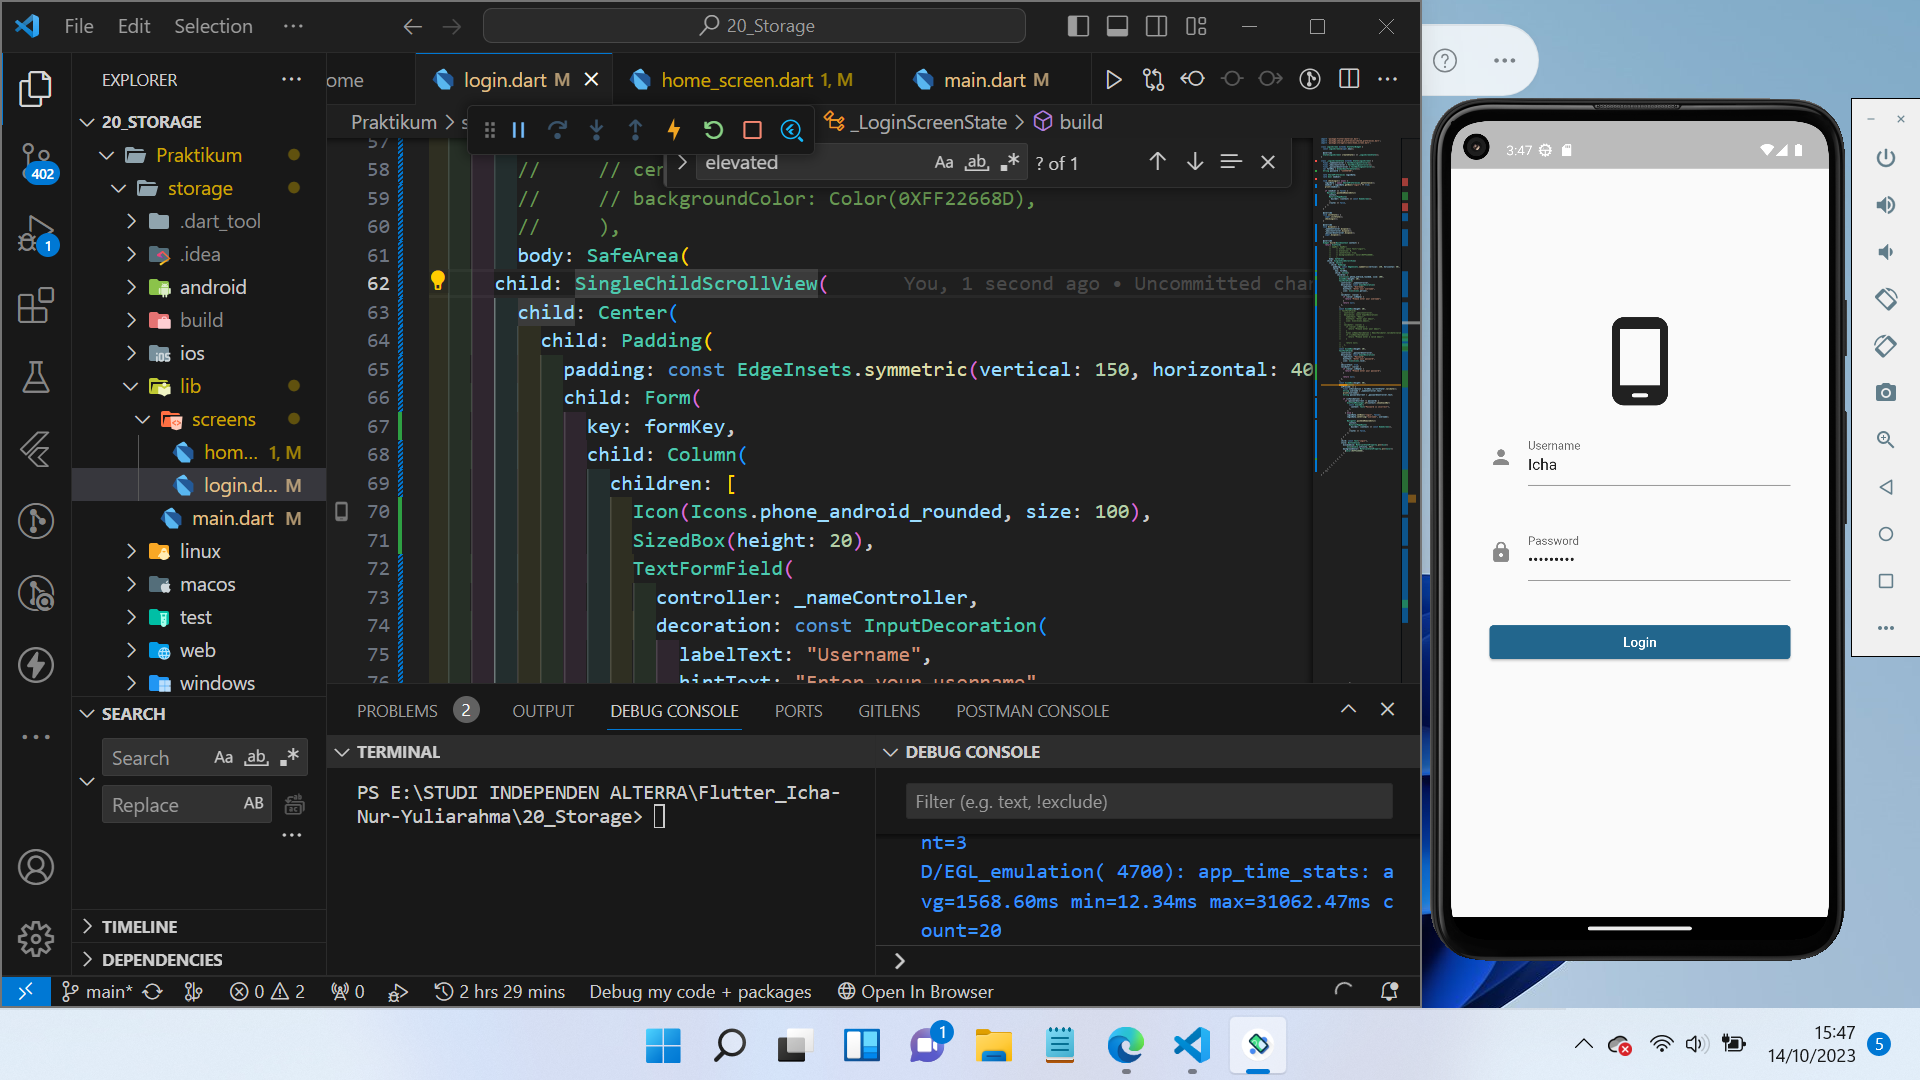 File Edit Selection ···
20_Storage
EXPLORER
ome
login.dart M
home_screen.dart 1, M
main.dart M
20_STORAGE
Praktikum
storage
.dart_tool
.idea
android
build
ios
lib
screens
hom... 1, M
login.d... M
main.dart M
linux
macos
test
web
windows
402
1
SEARCH
Search Aa ab
Replace AB
TIMELINE
DEPENDENCIES
Praktikum > s
_LoginScreenState > build
elevated Aa ab ? of 1
57
58 // // cer
59 // // backgroundColor: Color(0XFF22668D),
60 // ),
61 body: SafeArea(
62 child: SingleChildScrollView( You, 1 second ago • Uncommitted char
63 child: Center(
64 child: Padding(
65 padding: const EdgeInsets.symmetric(vertical: 150, horizontal: 40
66 child: Form(
67 key: formKey,
68 child: Column(
69 children: [
70 Icon(Icons.phone_android_rounded, size: 100),
71 SizedBox(height: 20),
72 TextFormField(
73 controller: _nameController,
74 decoration: const InputDecoration(
75 labelText: "Username",
76 hintText: "Enter your username"
PROBLEMS 2 OUTPUT DEBUG CONSOLE PORTS GITLENS POSTMAN CONSOLE
TERMINAL
PS E:\STUDI INDEPENDEN ALTERRA\Flutter_Icha-
Nur-Yuliarahma\20_Storage>
DEBUG CONSOLE
Filter (e.g. text, !exclude)
nt=3
D/EGL_emulation( 4700): app_time_stats: a
vg=1568.60ms min=12.34ms max=31062.47ms c
ount=20
main* 0 2 0 2 hrs 29 mins Debug my code + packages Open In Browser
3:47
Username
Icha
Password
•••••••••
Login
1
15:47
14/10/2023
5